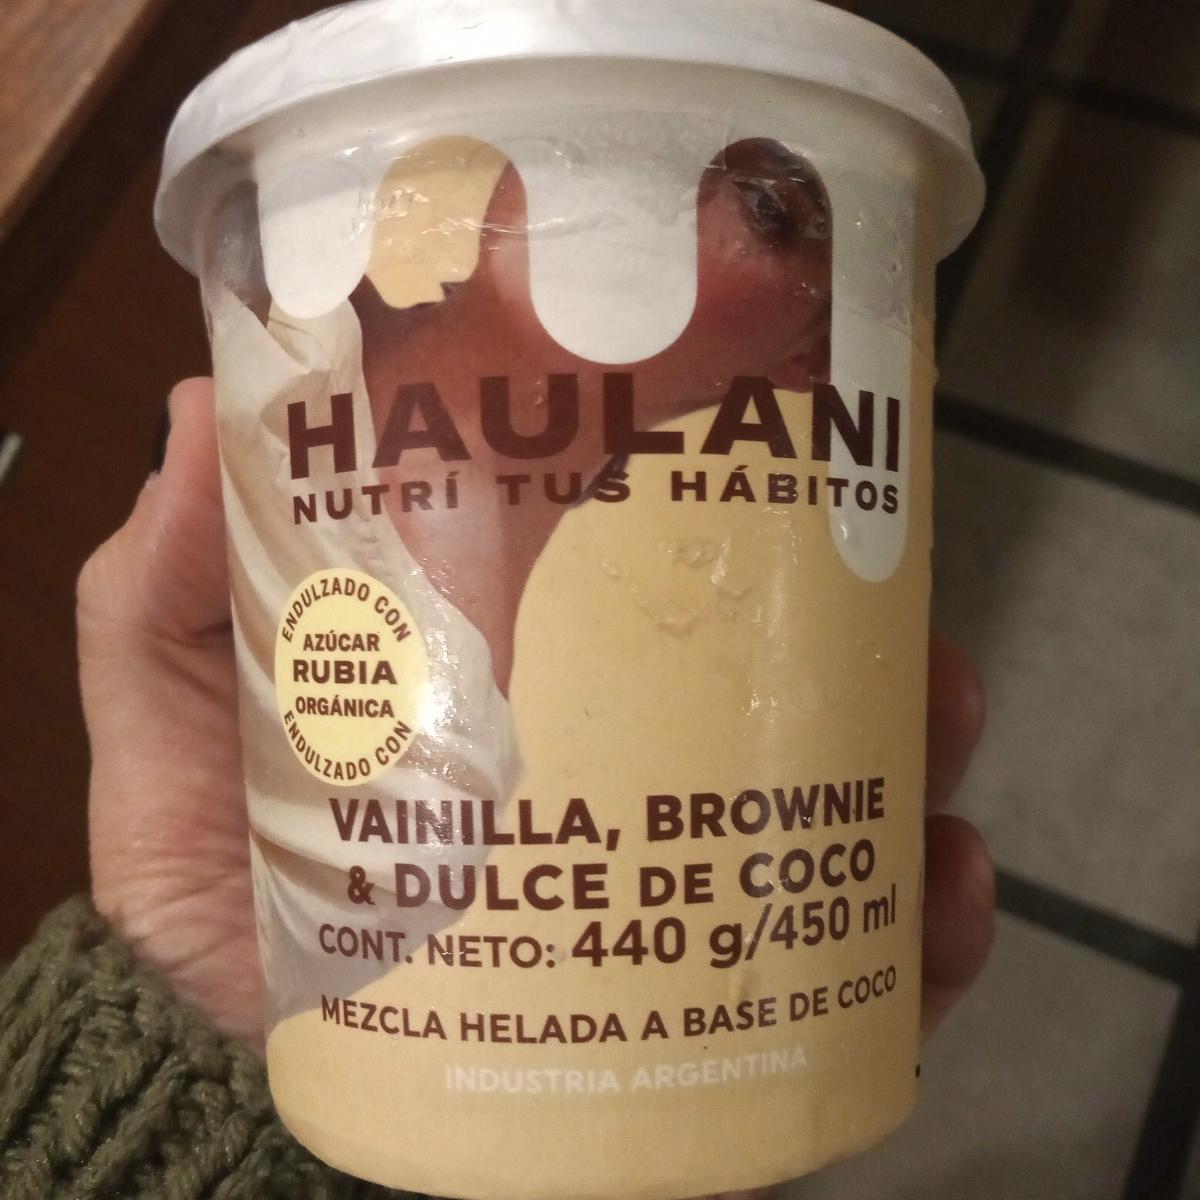 HAULANI
NUTRÍ TUS HÁBITOS
ENDULZADO CON
AZÚCAR
RUBIA
ORGÁNICA
ENDULZADO CON
VAINILLA, BROWNIE
& DULCE DE COCO
CONT. NETO: 440 g/450 ml
MEZCLA HELADA A BASE DE COCO
INDUSTRIA ARGENTINA